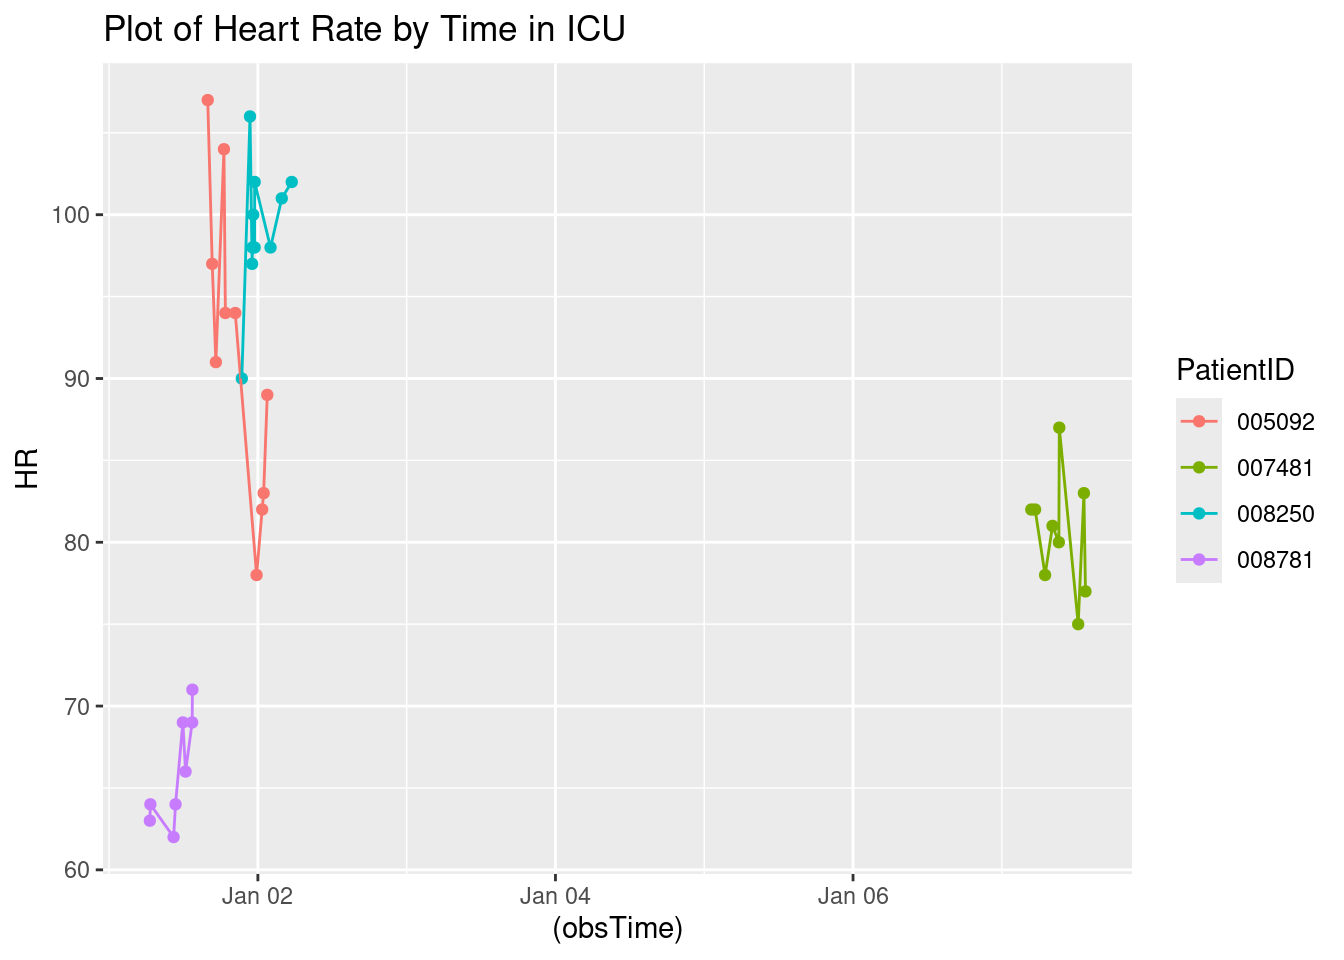 Plot of Heart Rate by Time in ICU
HR
100
90
80
70
60
Jan 02
Jan 04
Jan 06
(obsTime)
PatientID
005092
007481
008250
008781